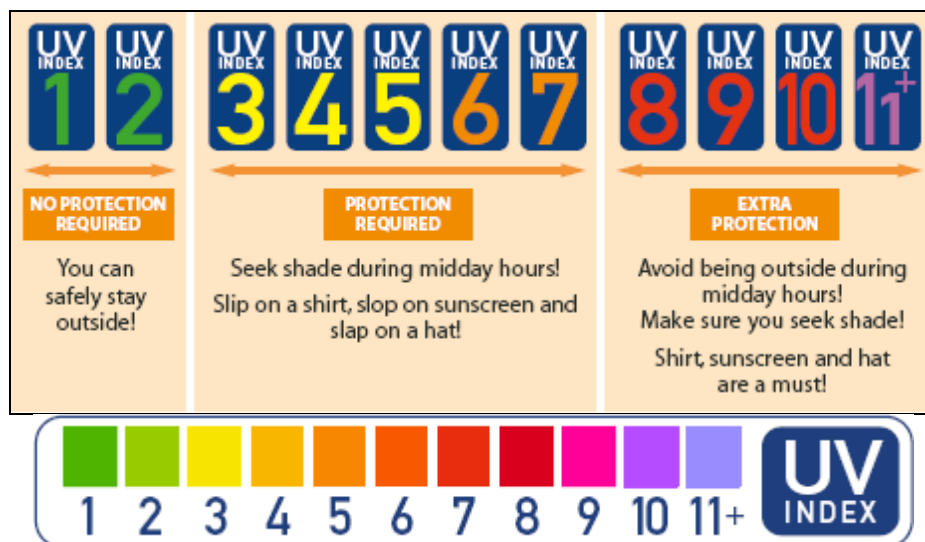 UV INDEX 1
UV INDEX 2
UV INDEX 3
UV INDEX 4
UV INDEX 5
UV INDEX 6
UV INDEX 7
UV INDEX 8
UV INDEX 9
UV INDEX 10
UV INDEX 11+
NO PROTECTION
REQUIRED
You can
safely stay
outside!
PROTECTION
REQUIRED
Seek shade during midday hours!
Slip on a shirt, slop on sunscreen and
slap on a hat!
EXTRA
PROTECTION
Avoid being outside during
midday hours!
Make sure you seek shade!
Shirt, sunscreen and hat
are a must!
1 2 3 4 5 6 7 8 9 10 11+
UV
INDEX